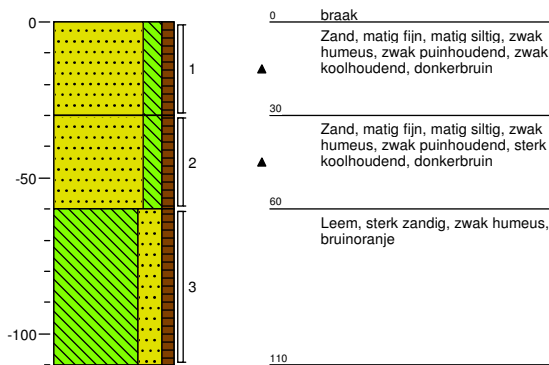 0
-50
-100
1
2
3
0
braak
Zand, matig fijn, matig siltig, zwak
humeus, zwak puinhoudend, zwak
koolhoudend, donkerbruin
30
Zand, matig fijn, matig siltig, zwak
humeus, zwak puinhoudend, sterk
koolhoudend, donkerbruin
60
Leem, sterk zandig, zwak humeus,
bruinoranje
110